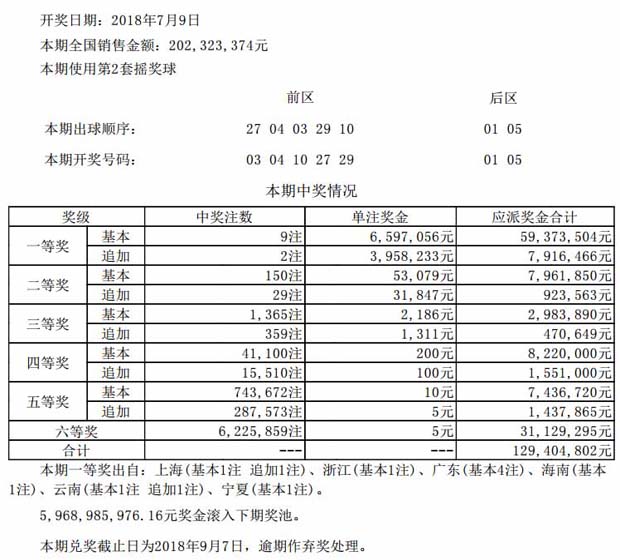 开奖日期：2018年7月9日
本期全国销售金额：202,323,374元
本期使用第2套摇奖球
前区 后区
本期出球顺序： 27 04 03 29 10 01 05
本期开奖号码： 03 04 10 27 29 01 05
本期中奖情况
奖级 中奖注数 单注奖金 应派奖金合计
一等奖 基本 9注 6,597,056元 59,373,504元
追加 2注 3,958,233元 7,916,466元
二等奖 基本 150注 53,079元 7,961,850元
追加 29注 31,847元 923,563元
三等奖 基本 1,365注 2,186元 2,983,890元
追加 359注 1,311元 470,649元
四等奖 基本 41,100注 200元 8,220,000元
追加 15,510注 100元 1,551,000元
五等奖 基本 743,672注 10元 7,436,720元
追加 287,573注 5元 1,437,865元
六等奖 6,225,859注 5元 31,129,295元
合计 --- --- 129,404,802元
本期一等奖出自：上海(基本1注 追加1注)、浙江(基本1注)、广东(基本4注)、海南(基本
1注)、云南(基本1注 追加1注)、宁夏(基本1注)。
5,968,985,976.16元奖金滚入下期奖池。
本期兑奖截止日为2018年9月7日，逾期作弃奖处理。